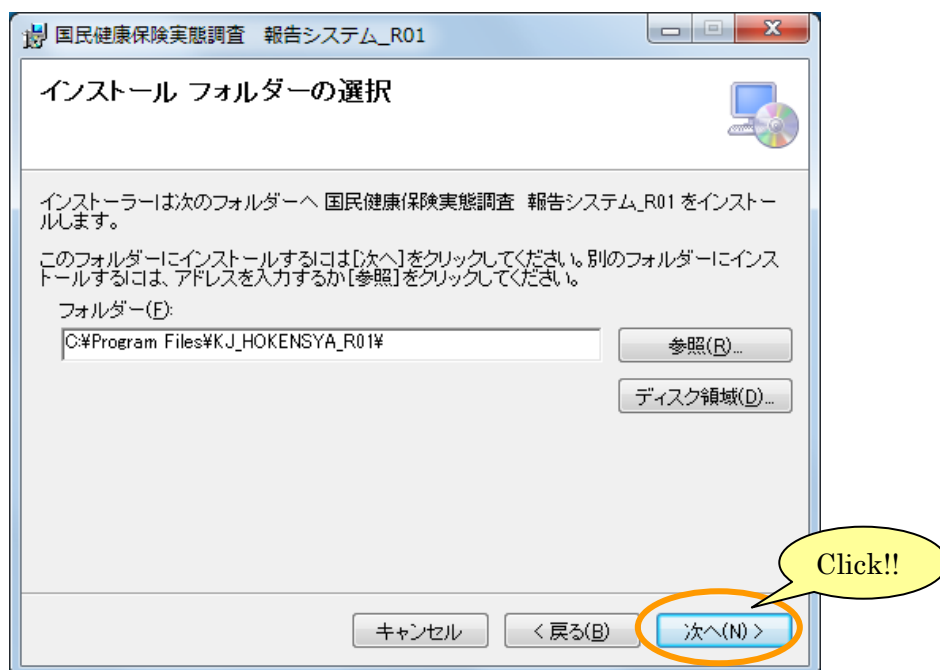 国民健康保険実態調査　報告システム_R01
インストール フォルダーの選択
インストーラーは次のフォルダーへ 国民健康保険実態調査　報告システム_R01 をインストー
ルします。
このフォルダーにインストールするには[次へ]をクリックしてください。別のフォルダーにインス
トールするには、アドレスを入力するか[参照]をクリックしてください。
フォルダー(F):
C:¥Program Files¥KJ_HOKENSYA_R01¥
参照(R)...
ディスク領域(D)...
Click!!
キャンセル
< 戻る(B)
次へ(N) >